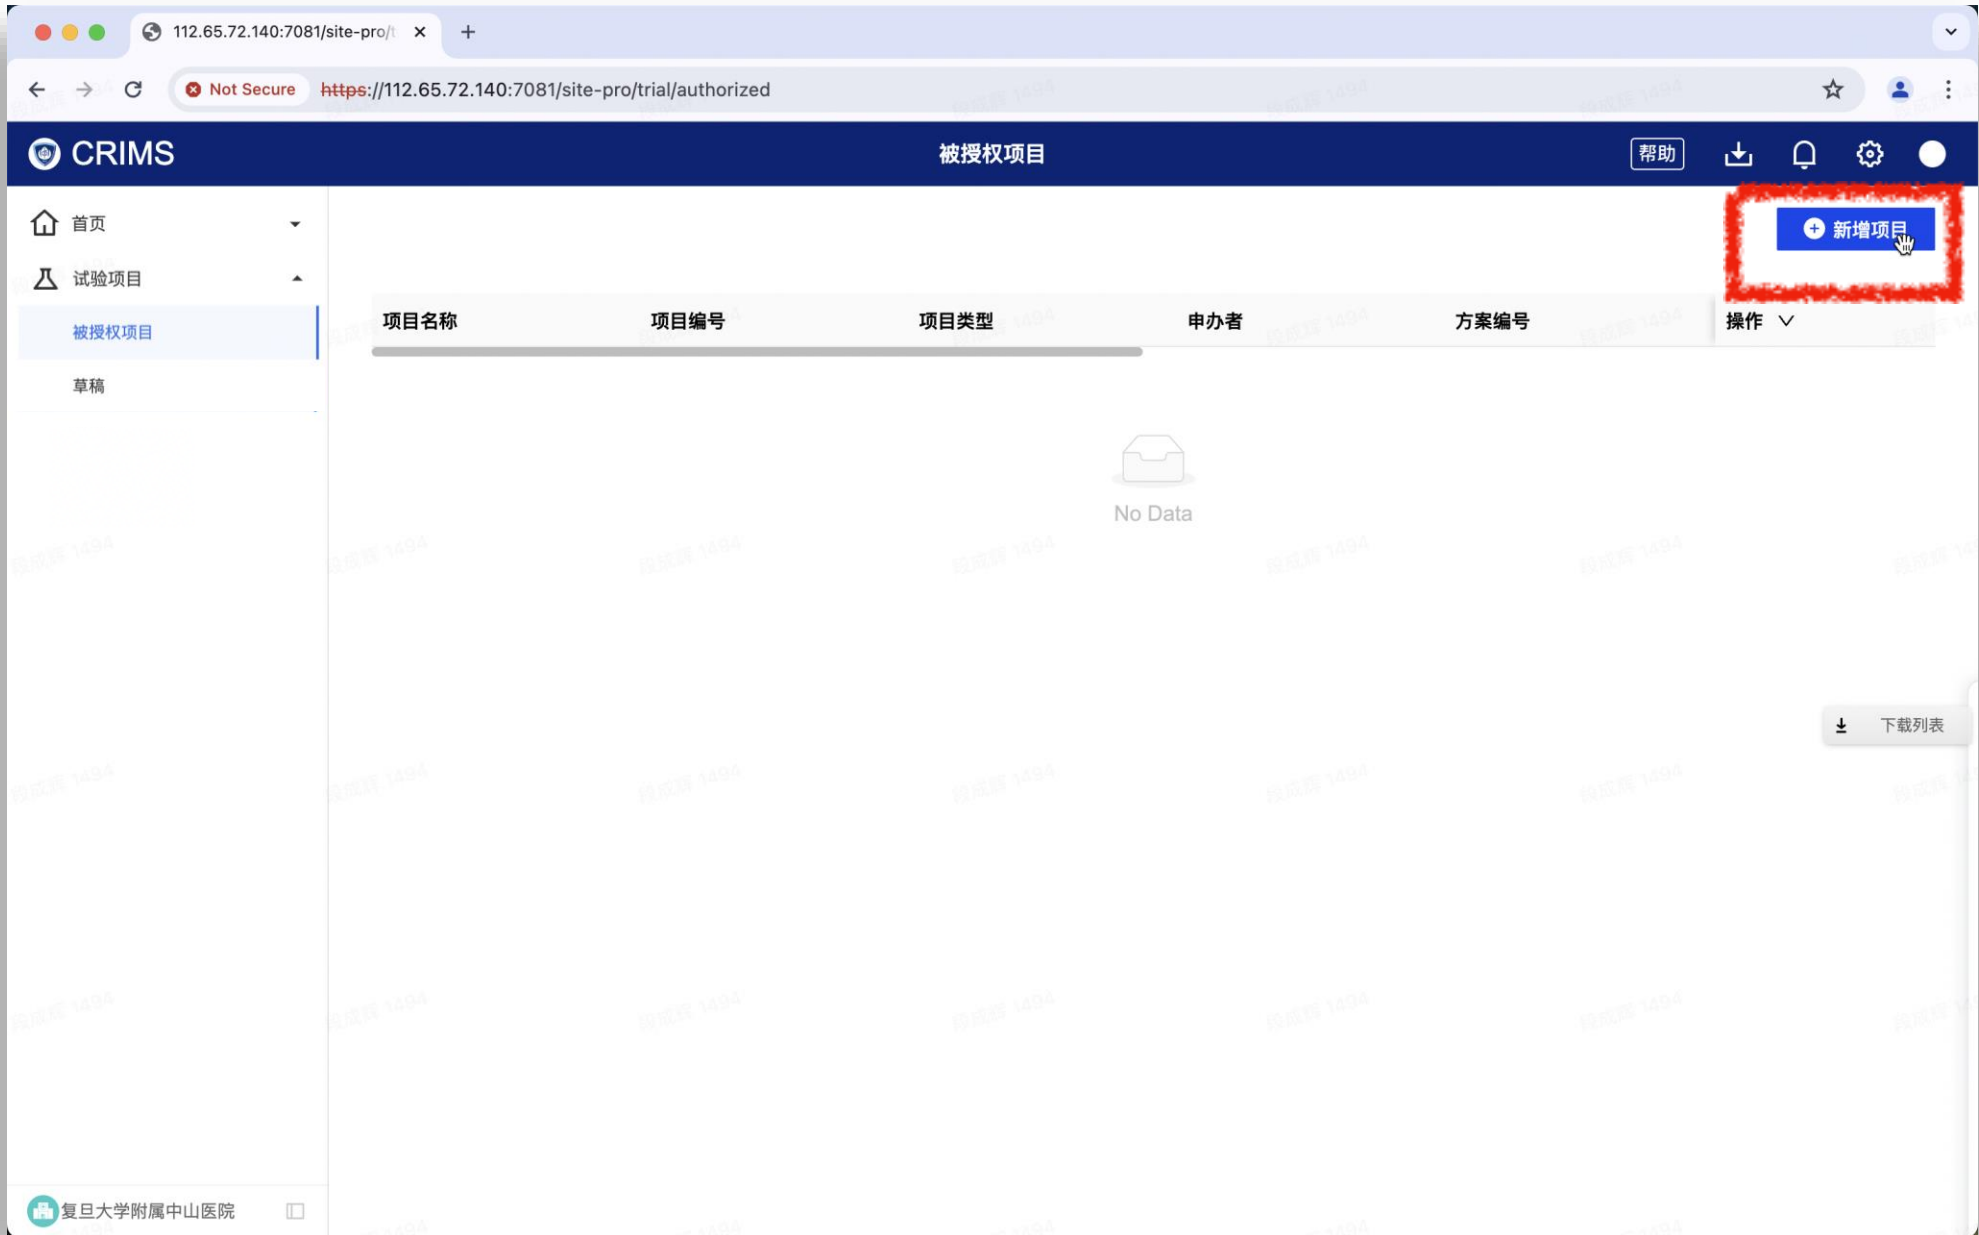 112.65.72.140:7081/site-pro/t
Not Secure https://112.65.72.140:7081/site-pro/trial/authorized
CRIMS 被授权项目 帮助
首页
新增项目
试验项目
项目名称 项目编号 项目类型 申办者 方案编号 操作
被授权项目
草稿
No Data
下载列表
复旦大学附属中山医院